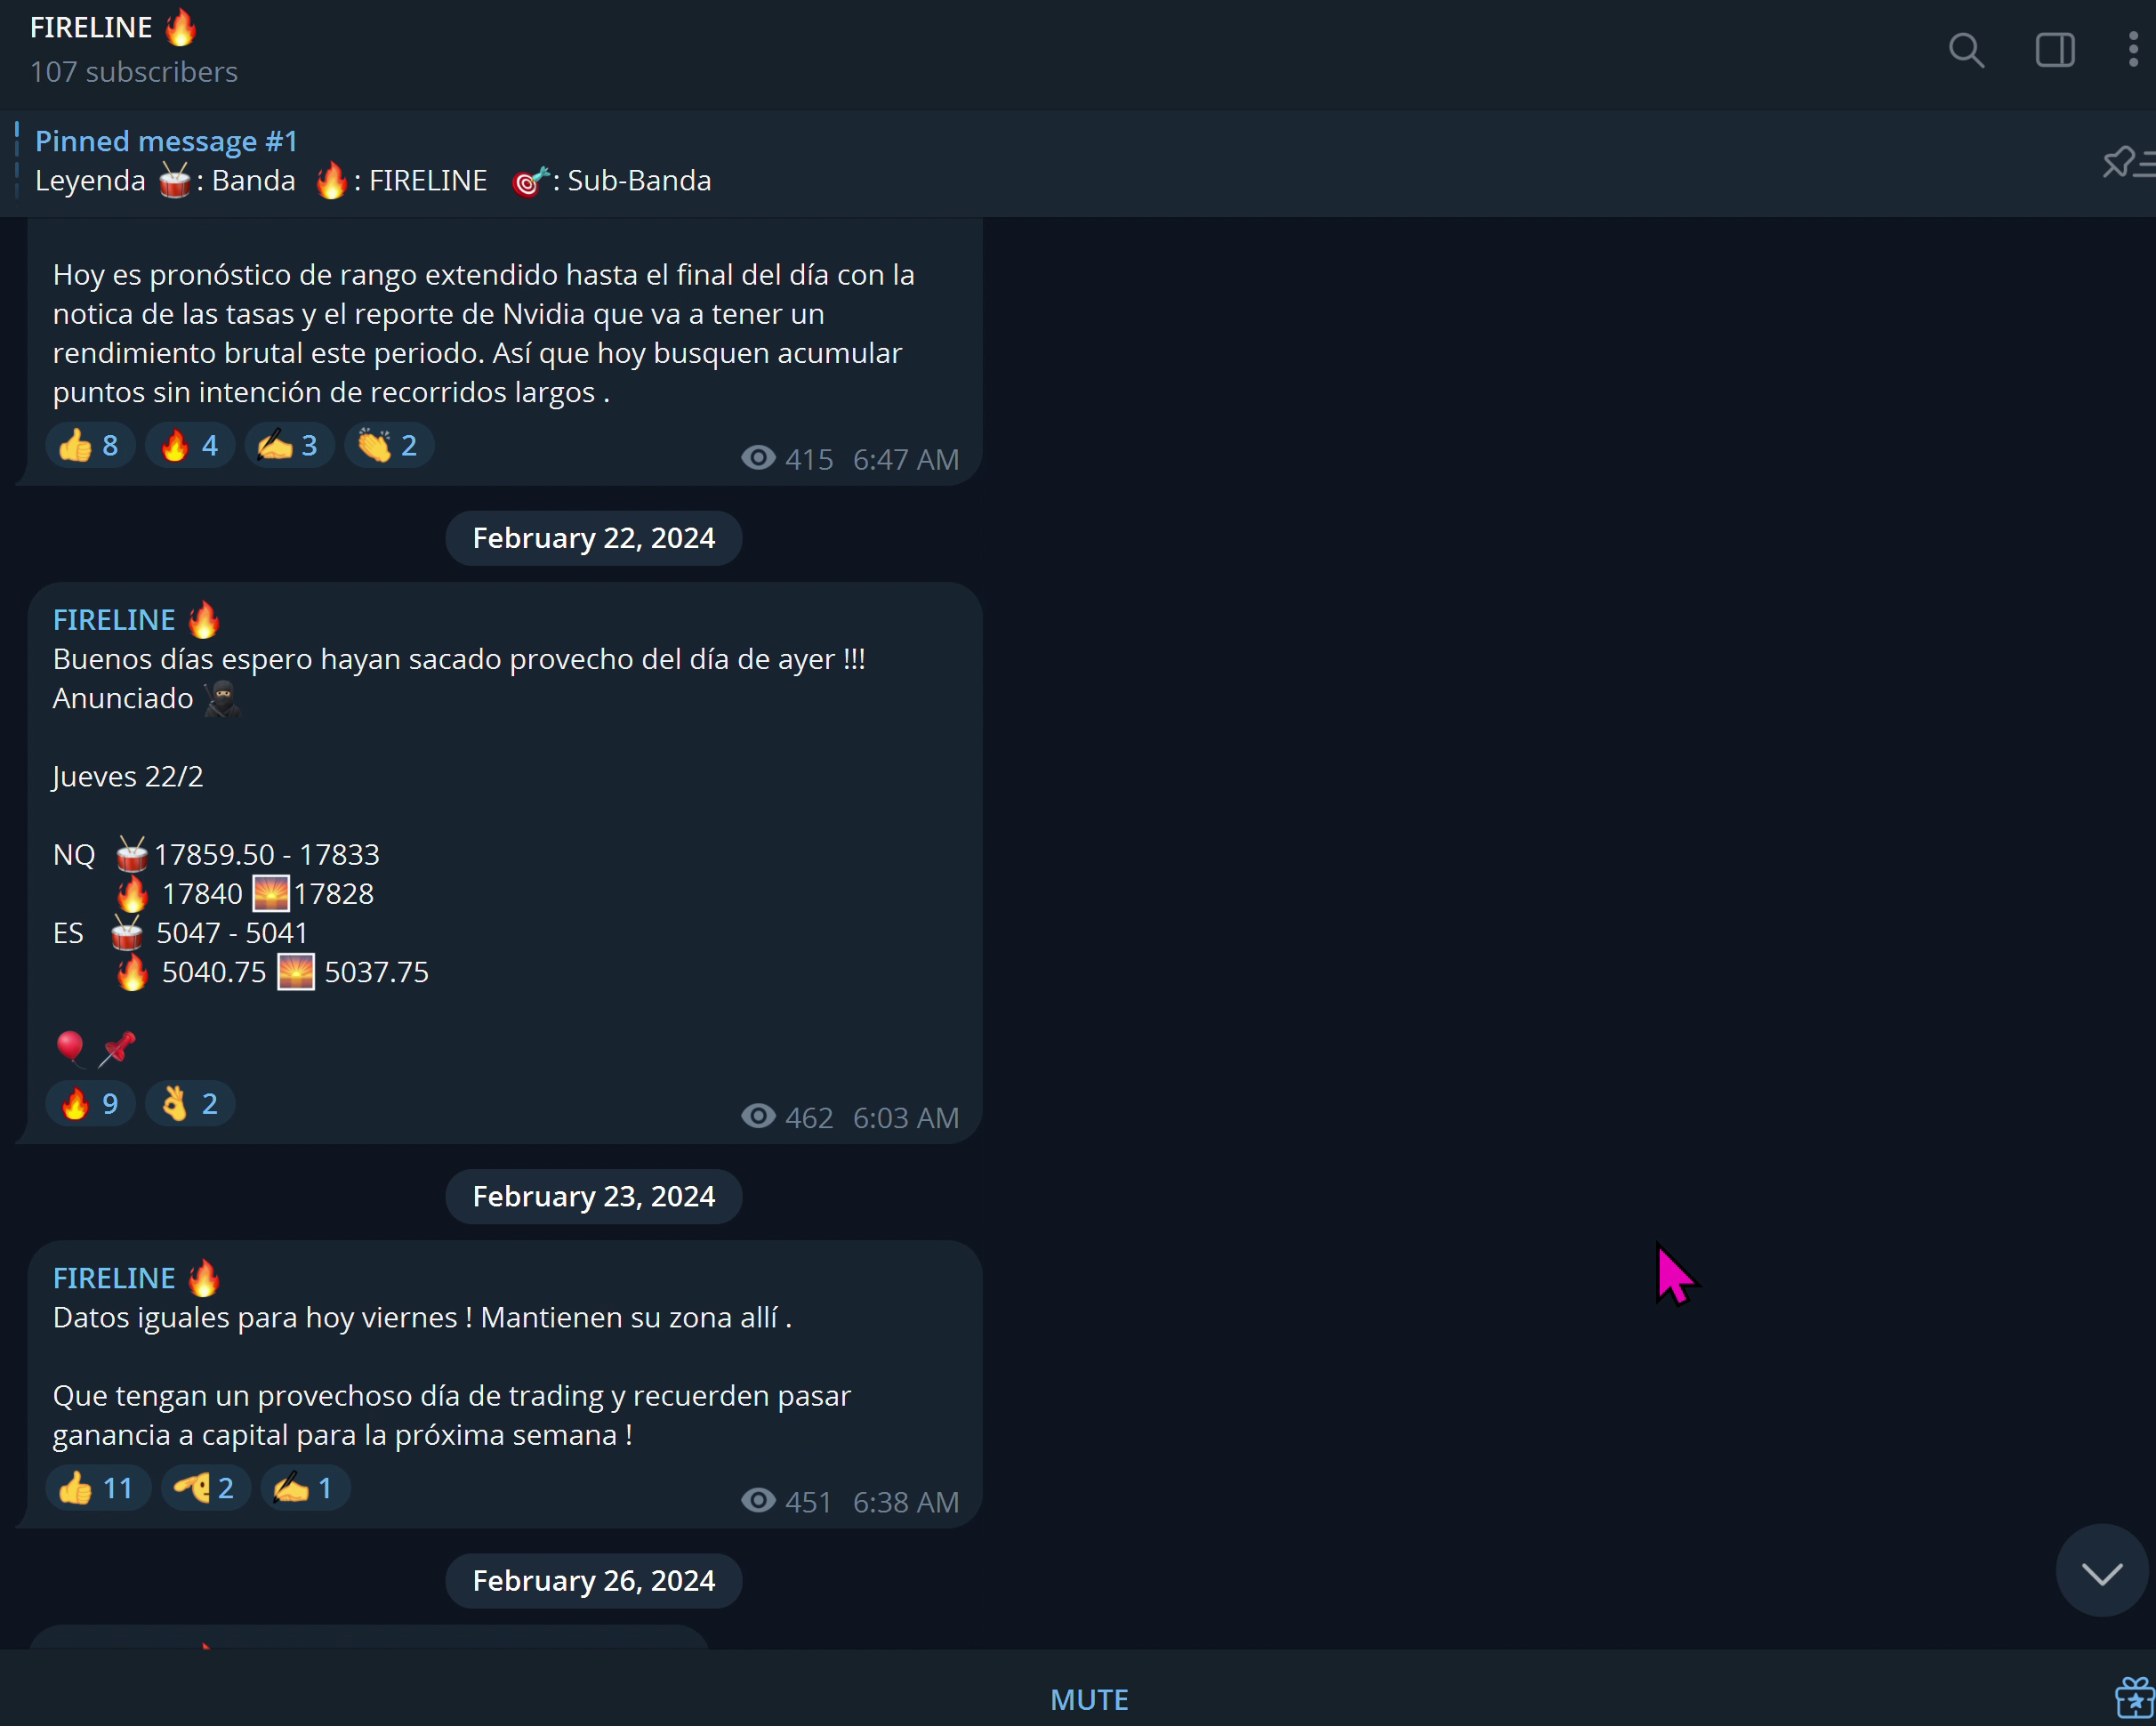 FIRELINE 🔥
107 subscribers
Pinned message #1
Leyenda 🥁: Banda 🔥: FIRELINE 🎯: Sub-Banda
Hoy es pronóstico de rango extendido hasta el final del día con la
notica de las tasas y el reporte de Nvidia que va a tener un
rendimiento brutal este periodo. Así que hoy busquen acumular
puntos sin intención de recorridos largos .
👍 8 🔥 4 ✍️ 3 👏 2
415 6:47 AM
February 22, 2024
FIRELINE 🔥
Buenos días espero hayan sacado provecho del día de ayer !!!
Anunciado 🥷
Jueves 22/2
NQ 🥁17859.50 - 17833
🔥 17840 🌅17828
ES 🥁 5047 - 5041
🔥 5040.75 🌅 5037.75
🎈📌
🔥 9 👌 2
462 6:03 AM
February 23, 2024
FIRELINE 🔥
Datos iguales para hoy viernes ! Mantienen su zona allí .
Que tengan un provechoso día de trading y recuerden pasar
ganancia a capital para la próxima semana !
👍 11 🫡 2 ✍️ 1
451 6:38 AM
February 26, 2024
MUTE